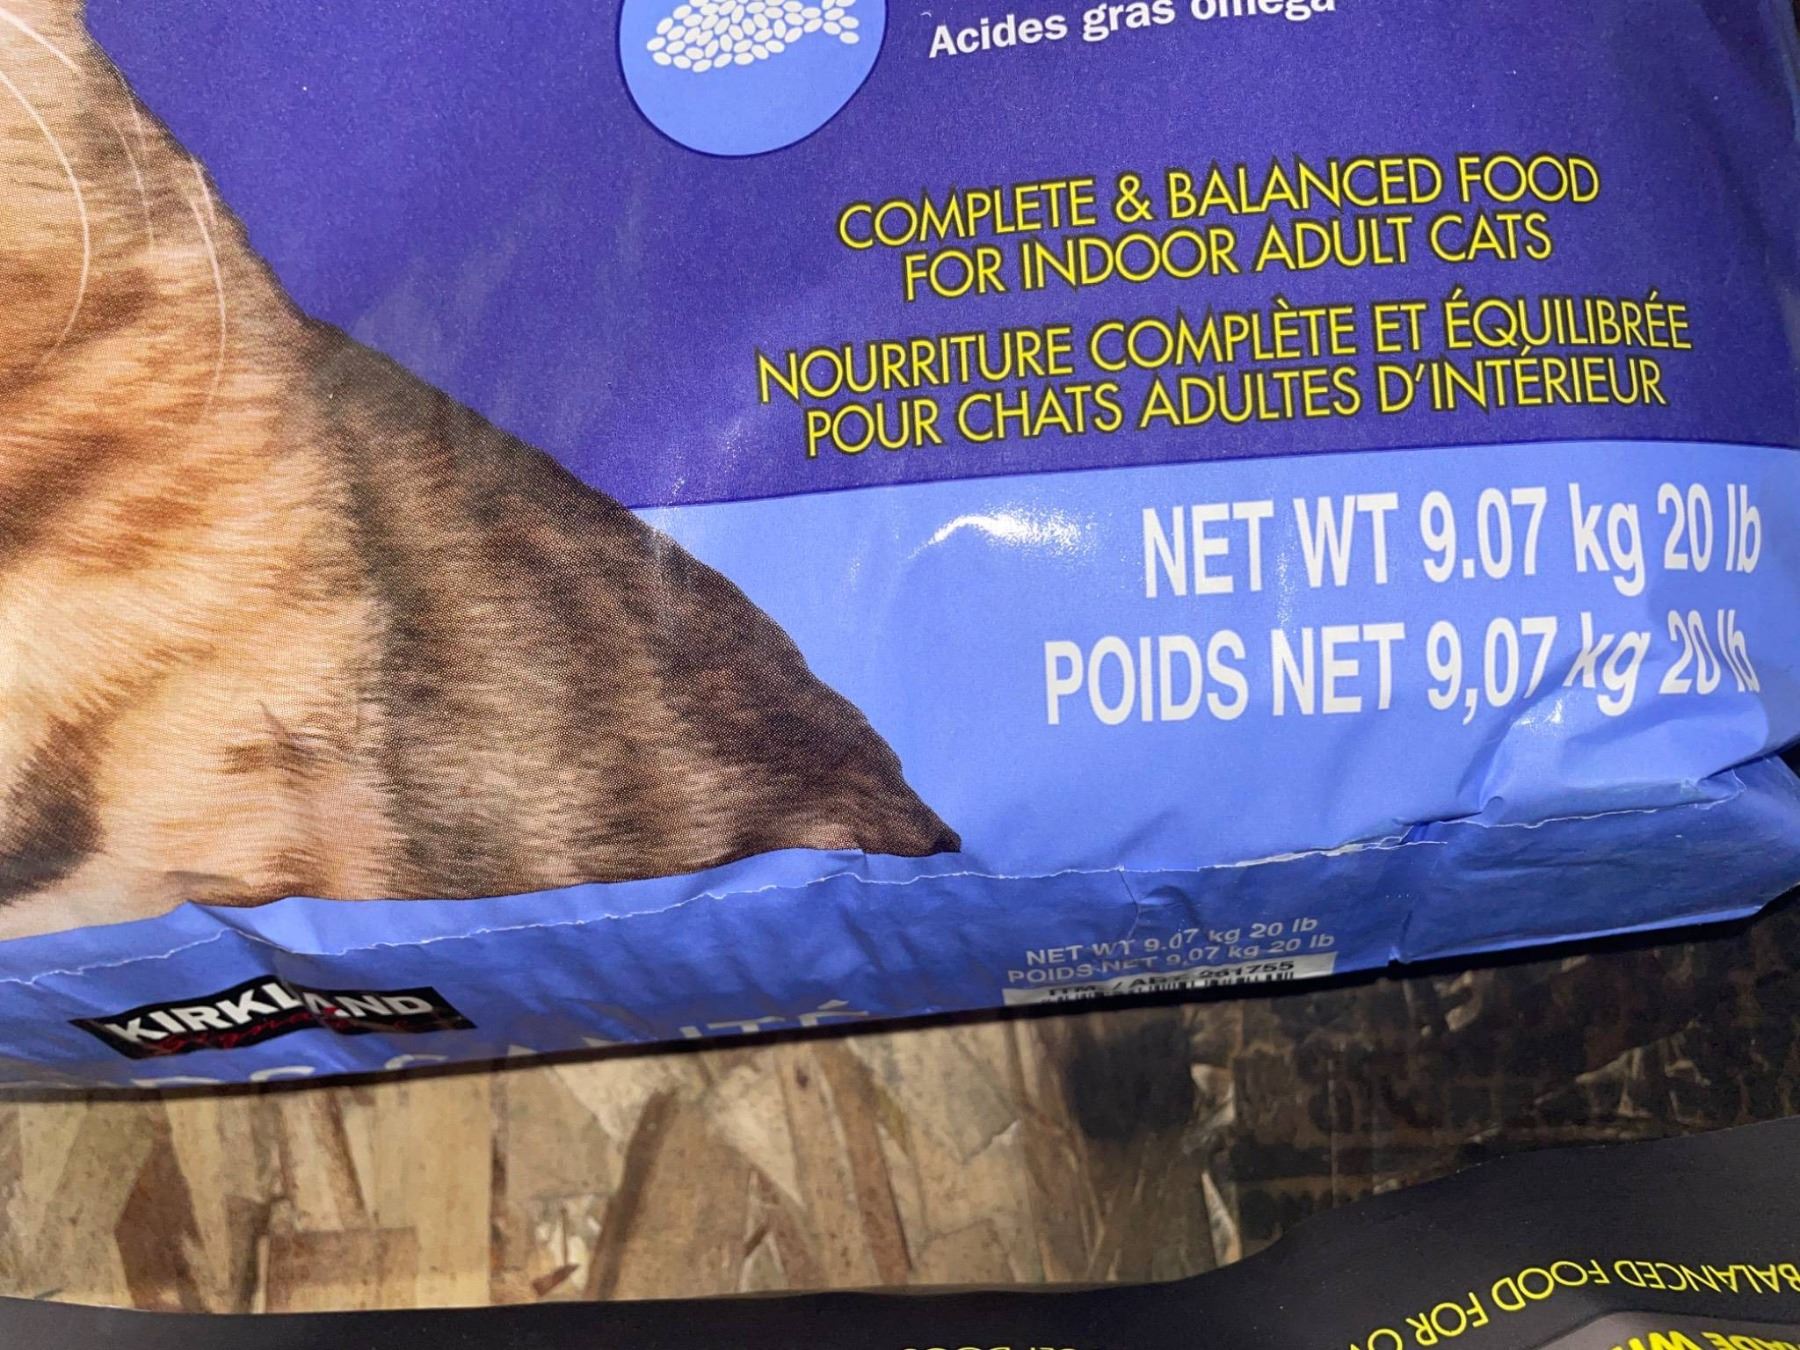 Acides gras oméga
COMPLETE & BALANCED FOOD
FOR INDOOR ADULT CATS
NOURRITURE COMPLÈTE ET ÉQUILIBRÉE
POUR CHATS ADULTES D'INTÉRIEUR
NET WT 9.07 kg 20 lb
POIDS NET 9,07 kg 20 lb
NET WT 9.07 kg 20 lb
POIDS NET 9,07 kg 20 lb
KIRKLAND
BALANCED FOOD FOR